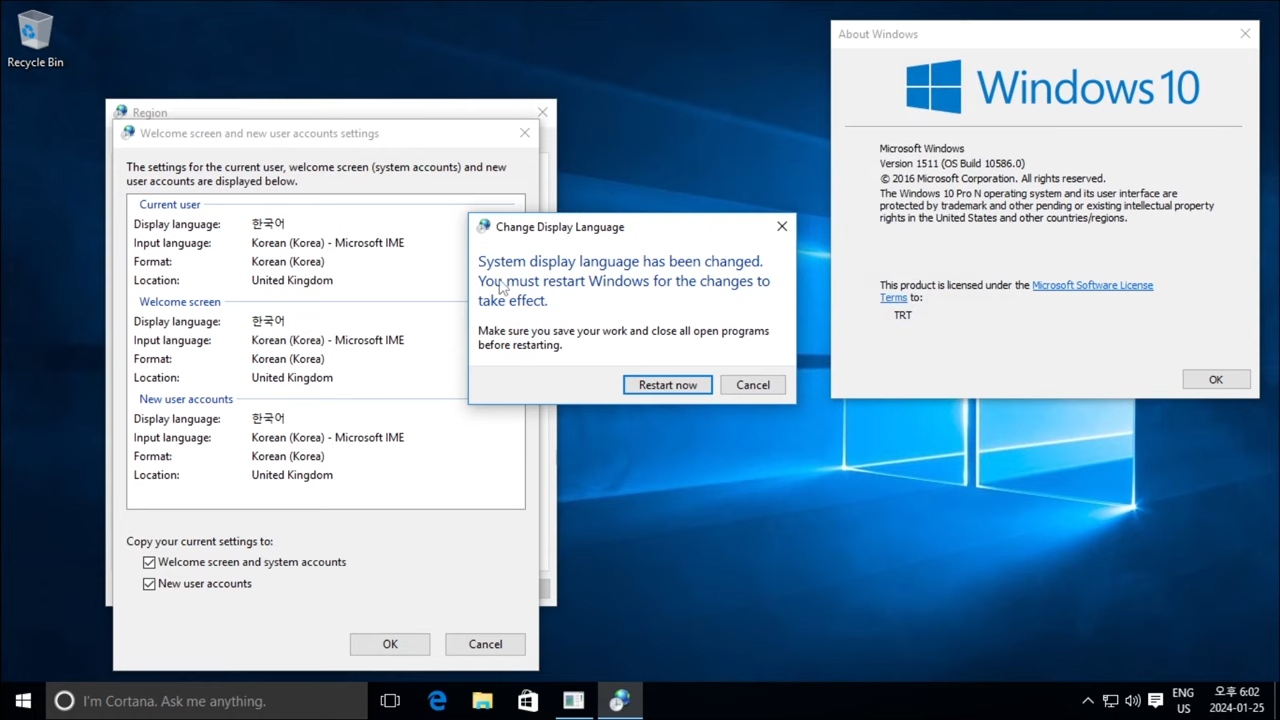 Recycle Bin
Region
Welcome screen and new user accounts settings
The settings for the current user, welcome screen (system accounts) and new
user accounts are displayed below.
Current user
Display language: 한국어
Input language: Korean (Korea) - Microsoft IME
Format: Korean (Korea)
Location: United Kingdom
Welcome screen
Display language: 한국어
Input language: Korean (Korea) - Microsoft IME
Format: Korean (Korea)
Location: United Kingdom
New user accounts
Display language: 한국어
Input language: Korean (Korea) - Microsoft IME
Format: Korean (Korea)
Location: United Kingdom
Copy your current settings to:
Welcome screen and system accounts
New user accounts
OK Cancel
Change Display Language
System display language has been changed.
You must restart Windows for the changes to
take effect.
Make sure you save your work and close all open programs
before restarting.
Restart now Cancel
About Windows
Windows 10
Microsoft Windows
Version 1511 (OS Build 10586.0)
© 2016 Microsoft Corporation. All rights reserved.
The Windows 10 Pro N operating system and its user interface are
protected by trademark and other pending or existing intellectual property
rights in the United States and other countries/regions.
This product is licensed under the Microsoft Software License
Terms to:
TRT
OK
I'm Cortana. Ask me anything.
ENG
US
오후 6:02
2024-01-25